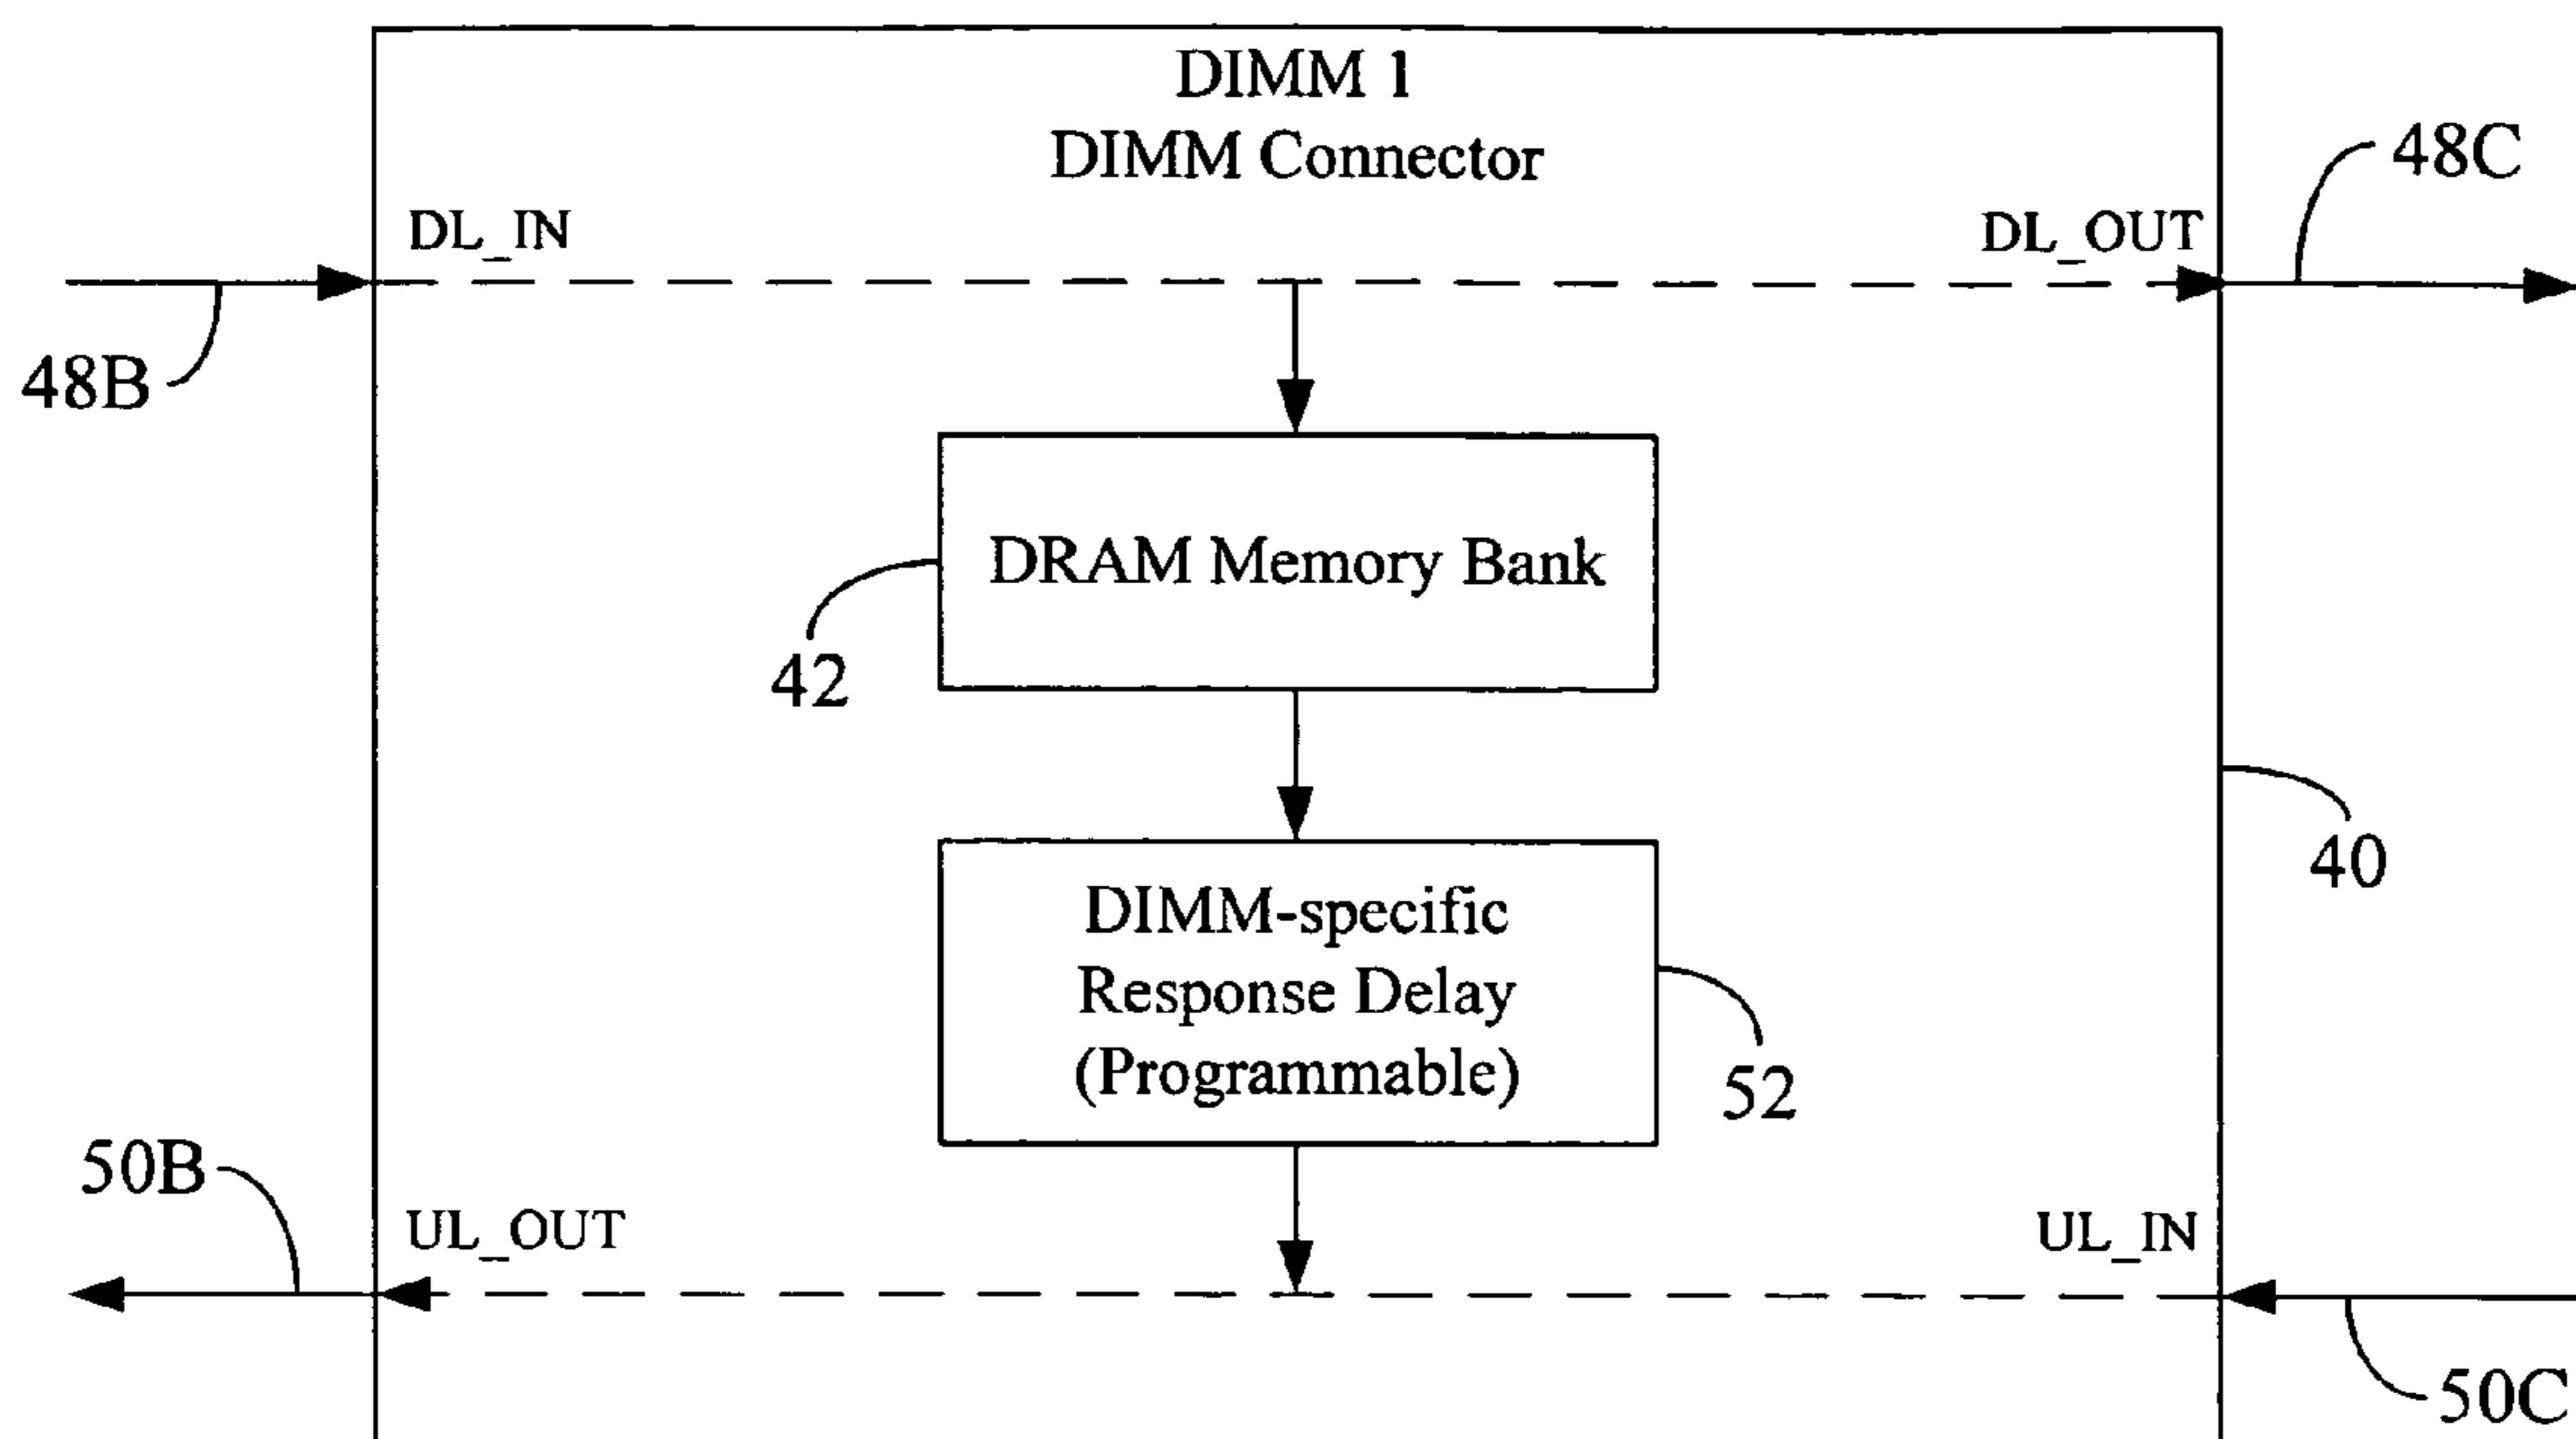 DIMM 1
DIMM Connector
48C
DL_IN
DL_OUT
48B
DRAM Memory Bank
42
40
DIMM-specific
Response Delay
(Programmable)
52
50B
UL_OUT
UL_IN
50C